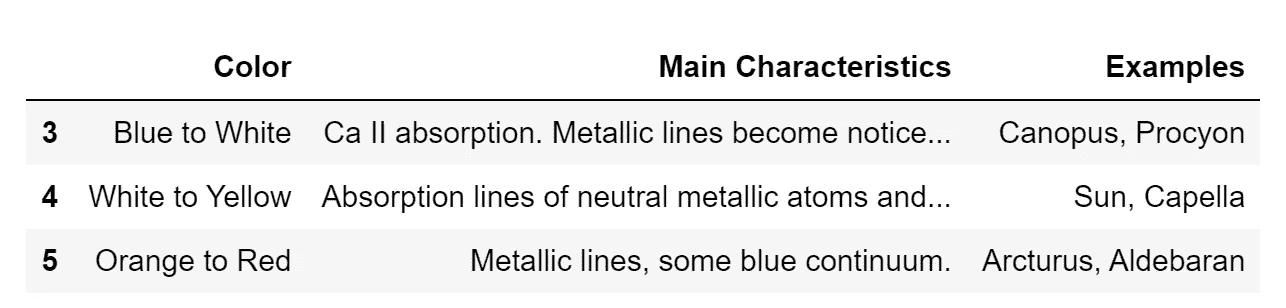 Color Main Characteristics Examples
3 Blue to White Ca II absorption. Metallic lines become notice... Canopus, Procyon
4 White to Yellow Absorption lines of neutral metallic atoms and... Sun, Capella
5 Orange to Red Metallic lines, some blue continuum. Arcturus, Aldebaran